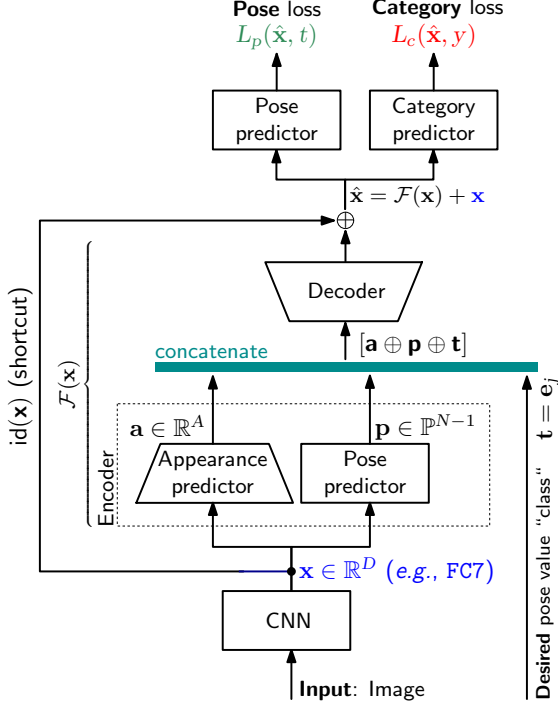 Pose loss
Category loss
L_p(x̂, t)
L_c(x̂, y)
Pose
predictor
Category
predictor
x̂ = F(x) + x
⊕
Decoder
[a ⊕ p ⊕ t]
concatenate
id(x) (shortcut)
F(x)
Encoder
a ∈ ℝ^A
p ∈ ℙ^{N−1}
Appearance
predictor
Pose
predictor
x ∈ ℝ^D (e.g., FC7)
CNN
Input: Image
Desired pose value “class“ t = e_j